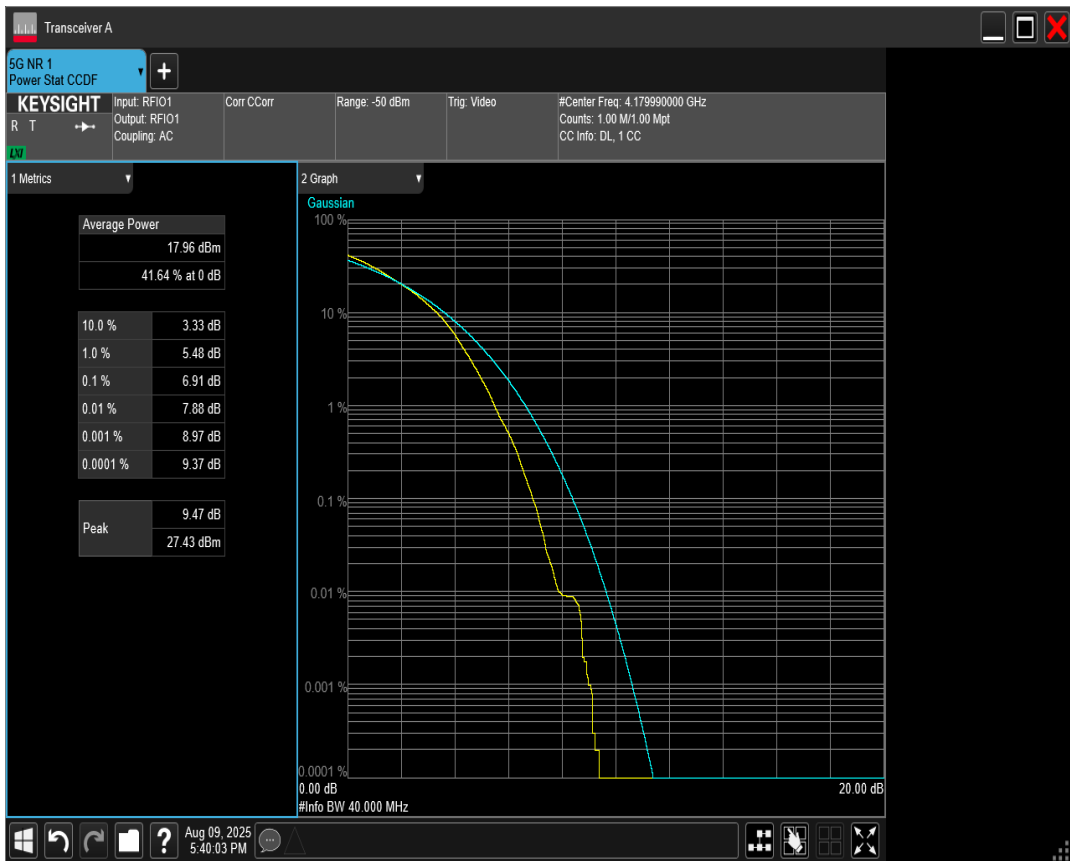 Transceiver A
5G NR 1
Power Stat CCDF
KEYSIGHT
R T
LXI
Input: RFIO1
Output: RFIO1
Coupling: AC
Corr CCorr
Range: -50 dBm
Trig: Video
#Center Freq: 4.179990000 GHz
Counts: 1.00 M/1.00 Mpt
CC Info: DL, 1 CC
1 Metrics
Average Power
17.96 dBm
41.64 % at 0 dB
10.0 % 3.33 dB
1.0 % 5.48 dB
0.1 % 6.91 dB
0.01 % 7.88 dB
0.001 % 8.97 dB
0.0001 % 9.37 dB
Peak 9.47 dB
27.43 dBm
2 Graph
Gaussian
100 %
10 %
1 %
0.1 %
0.01 %
0.001 %
0.0001 %
0.00 dB 20.00 dB
#Info BW 40.000 MHz
Aug 09, 2025
5:40:03 PM